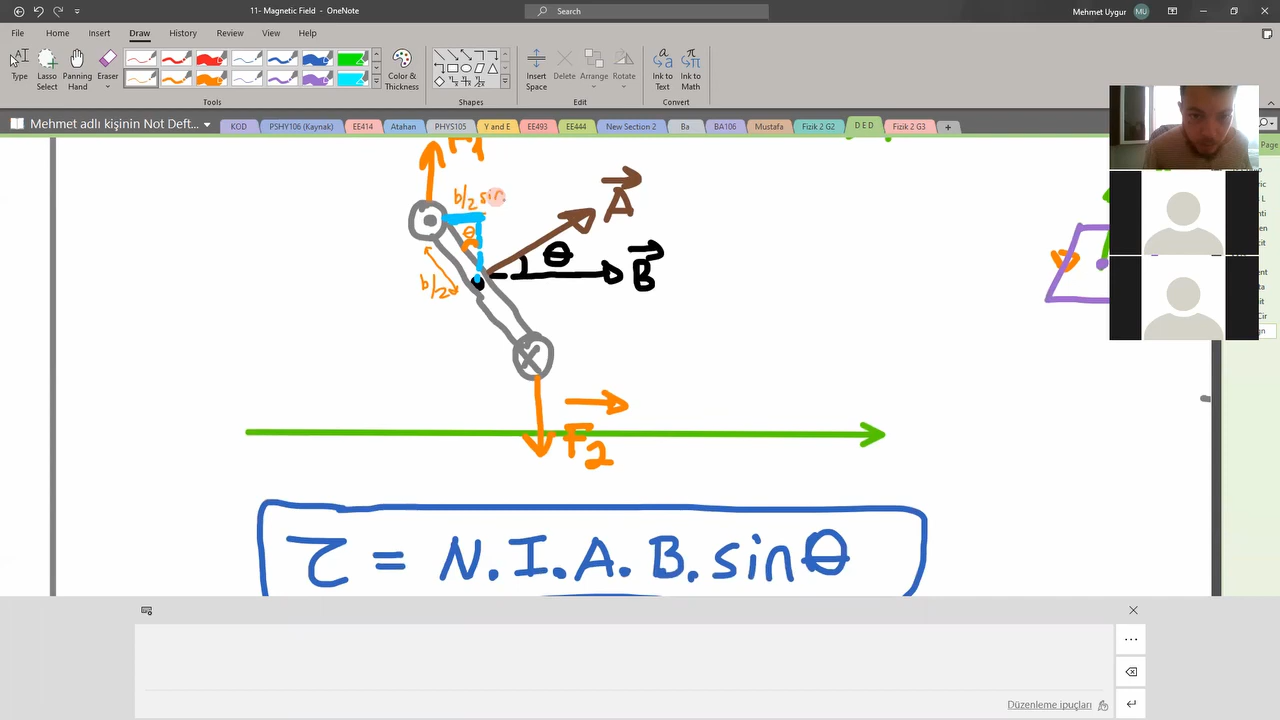 11- Magnetic Field - OneNote
Search
Mehmet Uygur
MU
File Home Insert Draw History Review View Help
Type
Lasso Select
Panning Hand
Eraser
Color & Thickness
Insert Space
Delete
Arrange
Rotate
Ink to Text
Ink to Math
Tools
Shapes
Edit
Convert
Mehmet adlı kişinin Not Deft...
KGD PSHY106 (Kaynak) EE414 Atahan PHYS105 Y and E EE493 EE444 New Section 2 Ba BA106 Mustafa Fizik 2 G2 D E D Fizik 2 G3 +
Page
b/2 sin
A
θ
θ
B
b/2
X
F2
τ = N.I.A.B.sinθ
Düzenleme ipuçları